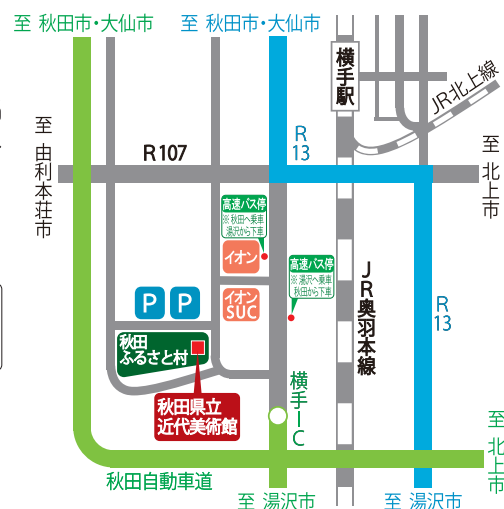 至 秋田市・大仙市
至 秋田市・大仙市
横手駅
JR北上線
至 由利本荘市
R107
R
13
至 北上市
高速バス停
※ 秋田へ乗車
湯沢から下車
イオン
高速バス停
※ 湯沢へ乗車
秋田から下車
JR奥羽本線
P
P
イオン
SUC
R
13
秋田
ふるさと村
秋田県立
近代美術館
横手IC
至 北上市
秋田自動車道
至 湯沢市
至 湯沢市